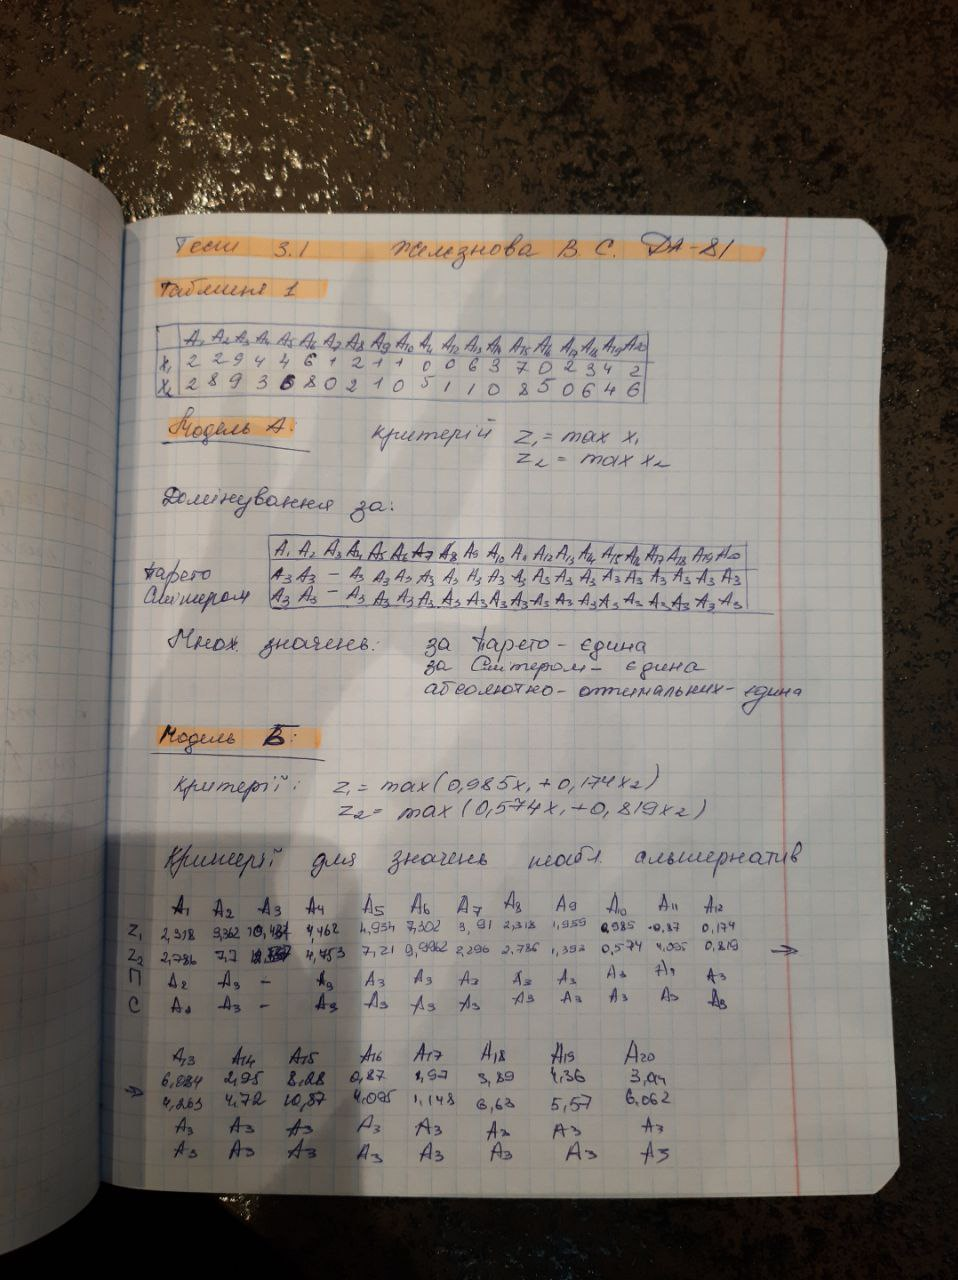 Тест 3.1 Железнова В. С. ДА-81
Таблиця 1
A1 A2 A3 A4 A5 A6 A7 A8 A9 A10 A11 A12 A13 A14 A15 A16 A17 A18 A19 A20
X1 2 2 9 4 4 6 1 2 1 1 0 0 6 3 7 0 2 3 4 2
X2 2 8 9 3 6 8 0 2 1 0 5 1 1 0 8 5 0 6 4 6
Модель А: Критерії Z1 = max x1
Z2 = max x2
Домінування за:
A1 A2 A3 A4 A5 A6 A7 A8 A9 A10 A11 A12 A13 A14 A15 A16 A17 A18 A19 A20
Парето A3 A3 – A3 A3 A3 A3 A3 A3 A3 A3 A3 A3 A3 A3 A3 A3 A3 A3 A3
Слітером A3 A3 – A3 A3 A3 A3 A3 A3 A3 A3 A3 A3 A3 A3 A3 A3 A3 A3 A3
Множ. значень: за Парето - єдина
за Слітером - єдина
абсолютно-оптимальних - єдина
Модель Б:
Критерії: Z1 = max(0,985x1 + 0,174x2)
Z2 = max (0,574x1 + 0,819x2)
Критерії для значень табл. альтернатив
A1 A2 A3 A4 A5 A6 A7 A8 A9 A10 A11 A12
Z1 2,318 3,362 4,462 4,934 7,302 3,91 2,318 1,959 0,985 0,87 0,174
Z2 2,786 7,7 4,753 7,21 9,9962 2,296 2,786 1,393 0,574 4,095 0,819 →
П A2 A3 – A3 A3 A3 A3 A3 A3 A3 A3 A3
С A3 – A3 A3 A3 A3 A3 A3 A3 A3 A3
A13 A14 A15 A16 A17 A18 A19 A20
6,084 2,95 8,28 0,87 1,97 3,89 4,36 3,04
→ 4,263 4,72 10,87 4,095 1,148 6,63 5,57 6,062
A3 A3 A3 A3 A3 A3 A3 A3
A3 A3 A3 A3 A3 A3 A3 A3